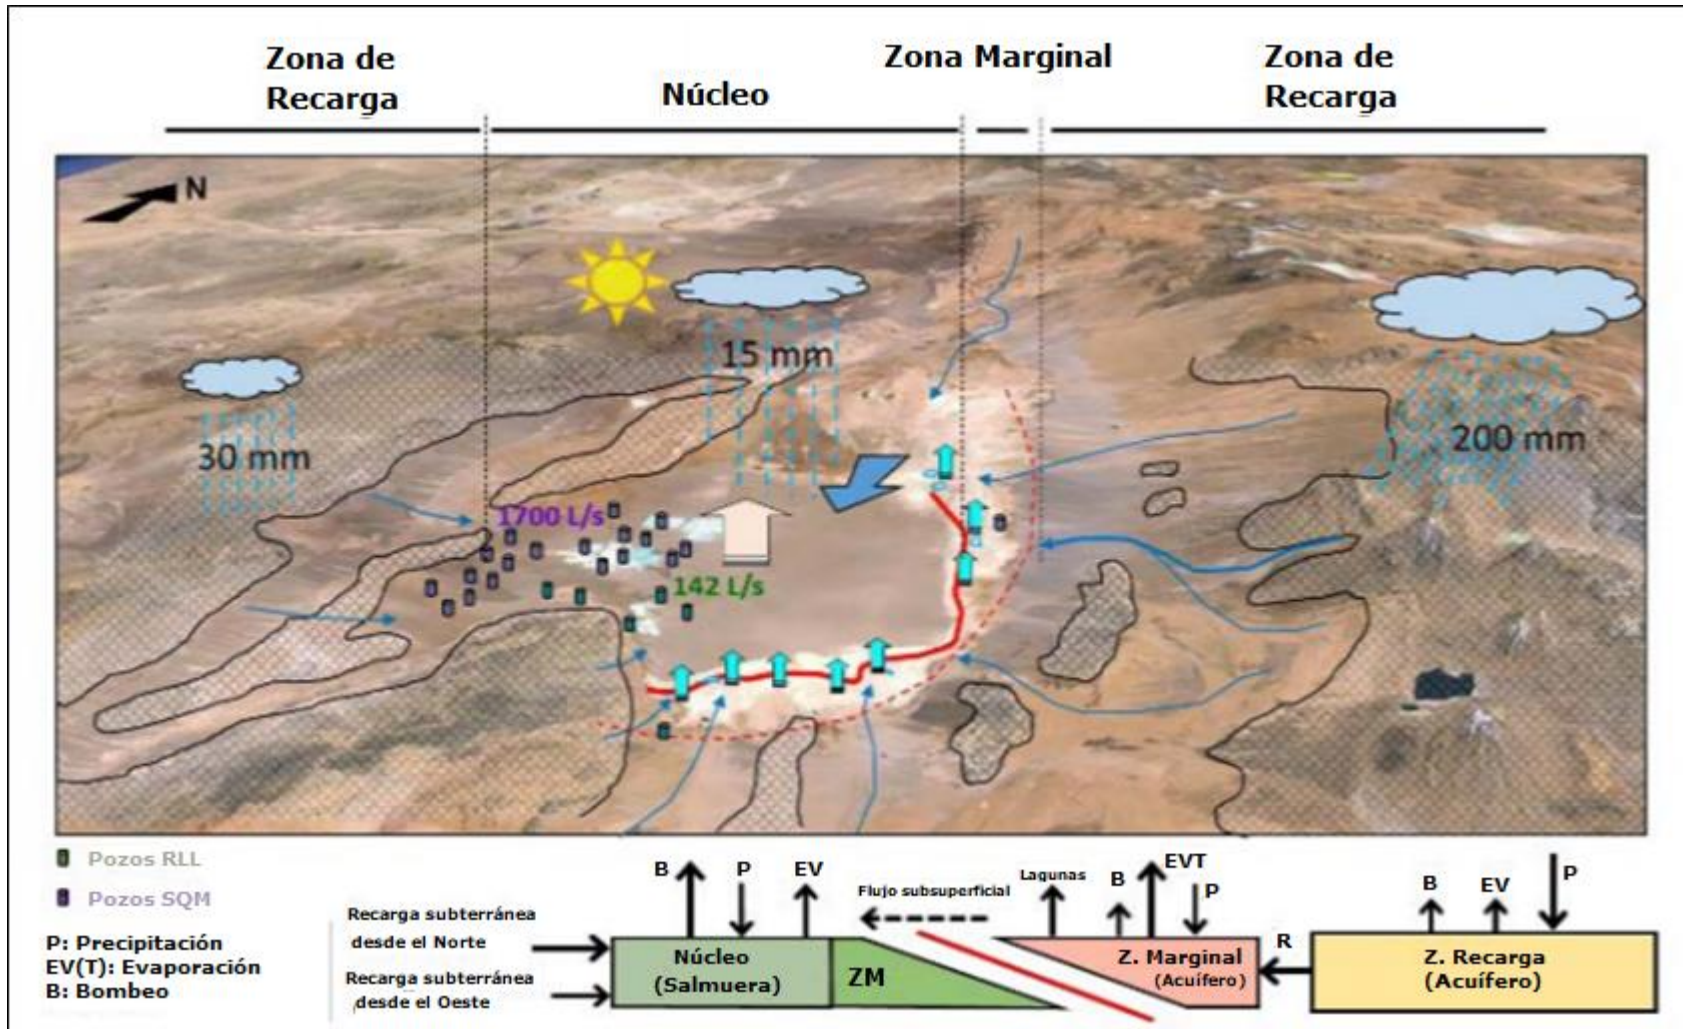 Zona de
Recarga
Núcleo
Zona Marginal
Zona de
Recarga
N
15 mm
30 mm
200 mm
1700 L/s
142 L/s
Pozos RLL
Pozos SQM
P: Precipitación
EV(T): Evaporación
B: Bombeo
Recarga subterránea
desde el Norte
Recarga subterránea
desde el Oeste
B
P
EV
Flujo subsuperficial
Lagunas
B
EVT
P
B
EV
P
Núcleo
(Salmuera)
ZM
Z. Marginal
(Acuífero)
R
Z. Recarga
(Acuífero)